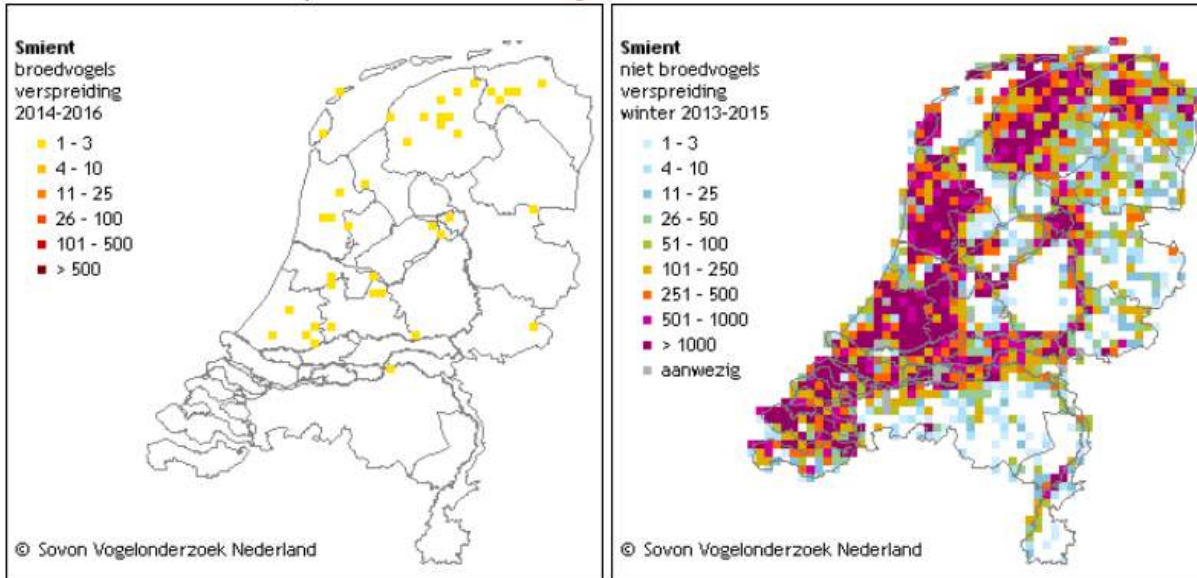 Smient
broedvogels
verspreiding
2014-2016
1 - 3
4 - 10
11 - 25
26 - 100
101 - 500
> 500
© Sovon Vogelonderzoek Nederland
Smient
niet broedvogels
verspreiding
winter 2013-2015
1 - 3
4 - 10
11 - 25
26 - 50
51 - 100
101 - 250
251 - 500
501 - 1000
> 1000
aanwezig
© Sovon Vogelonderzoek Nederland